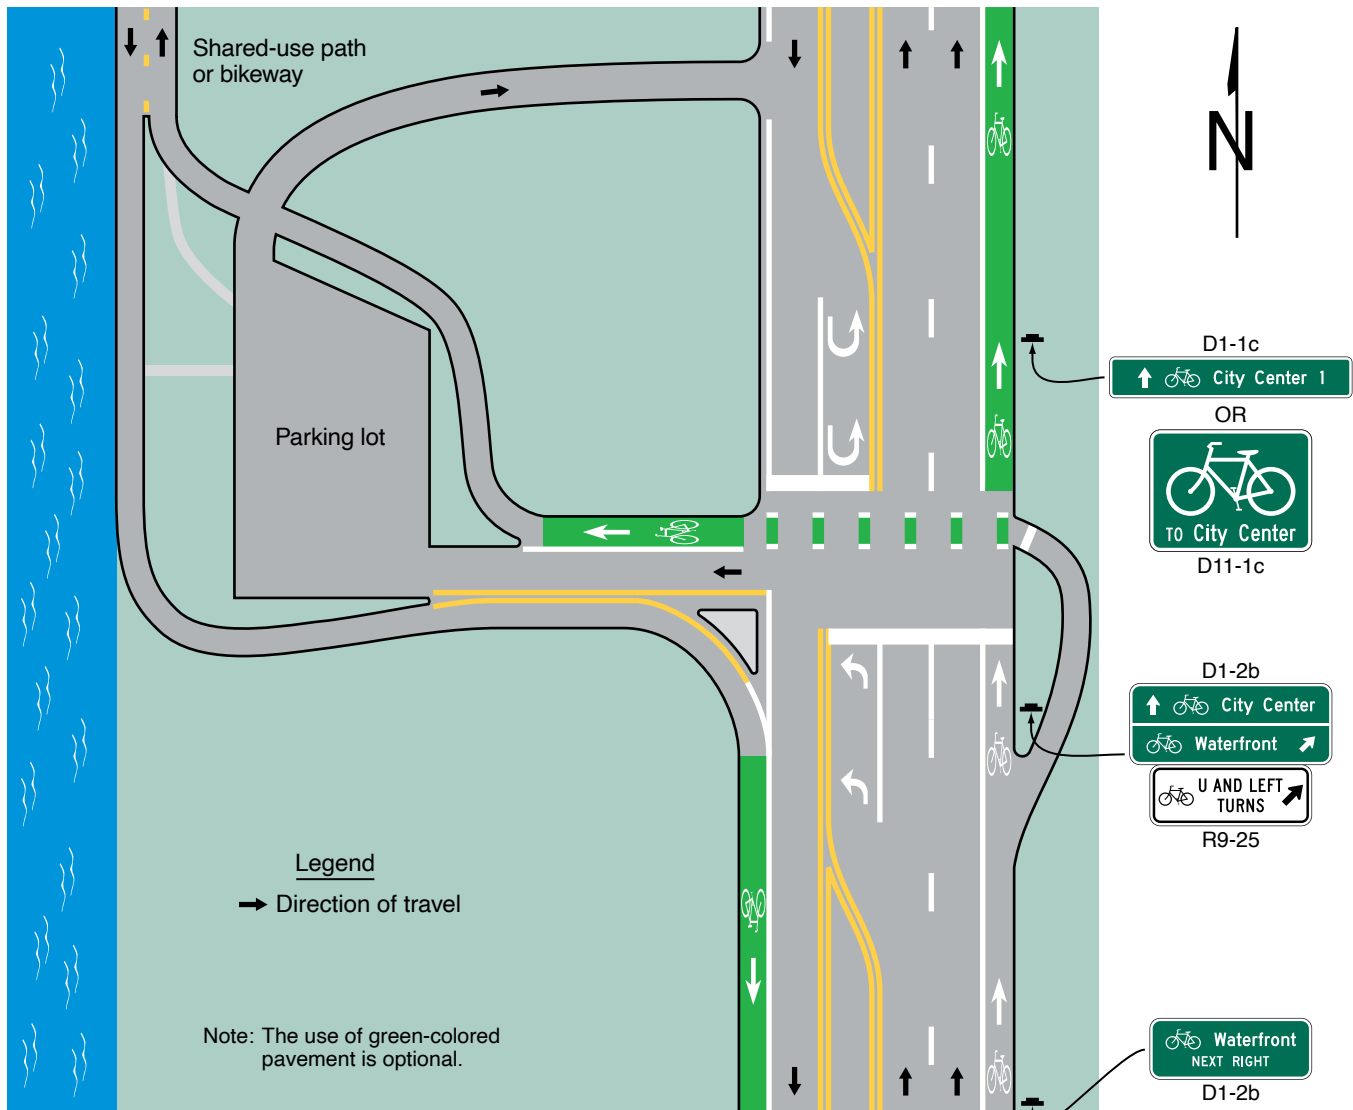 Shared-use path
or bikeway
N
D1-1c
City Center 1
OR
TO City Center
D11-1c
Parking lot
D1-2b
City Center
Waterfront
U AND LEFT
TURNS
R9-25
Legend
Direction of travel
Note: The use of green-colored
pavement is optional.
Waterfront
NEXT RIGHT
D1-2b